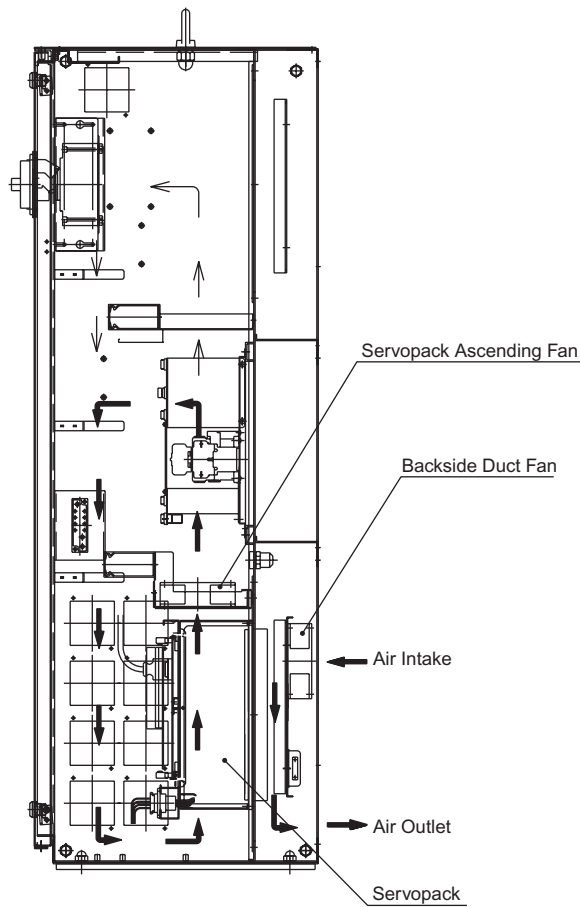 Servopack Ascending Fan
Backside Duct Fan
Air Intake
Air Outlet
Servopack